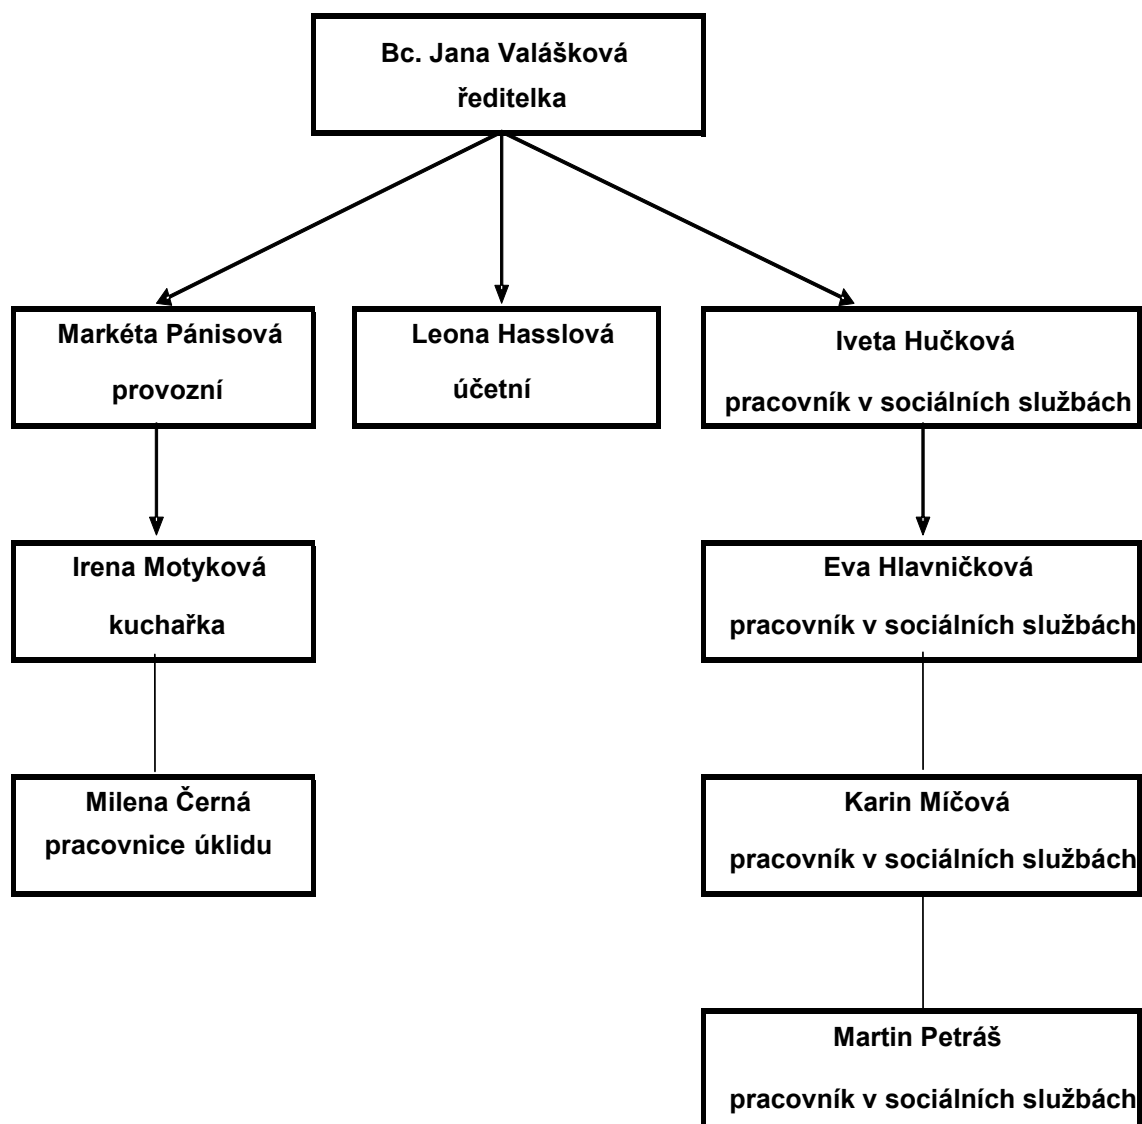 Bc. Jana Valášková
ředitelka
Markéta Pánisová
provozní
Leona Hasslová
účetní
Iveta Hučková
pracovník v sociálních službách
Irena Motyková
kuchařka
Eva Hlavničková
pracovník v sociálních službách
Milena Černá
pracovnice úklidu
Karin Míčová
pracovník v sociálních službách
Martin Petráš
pracovník v sociálních službách